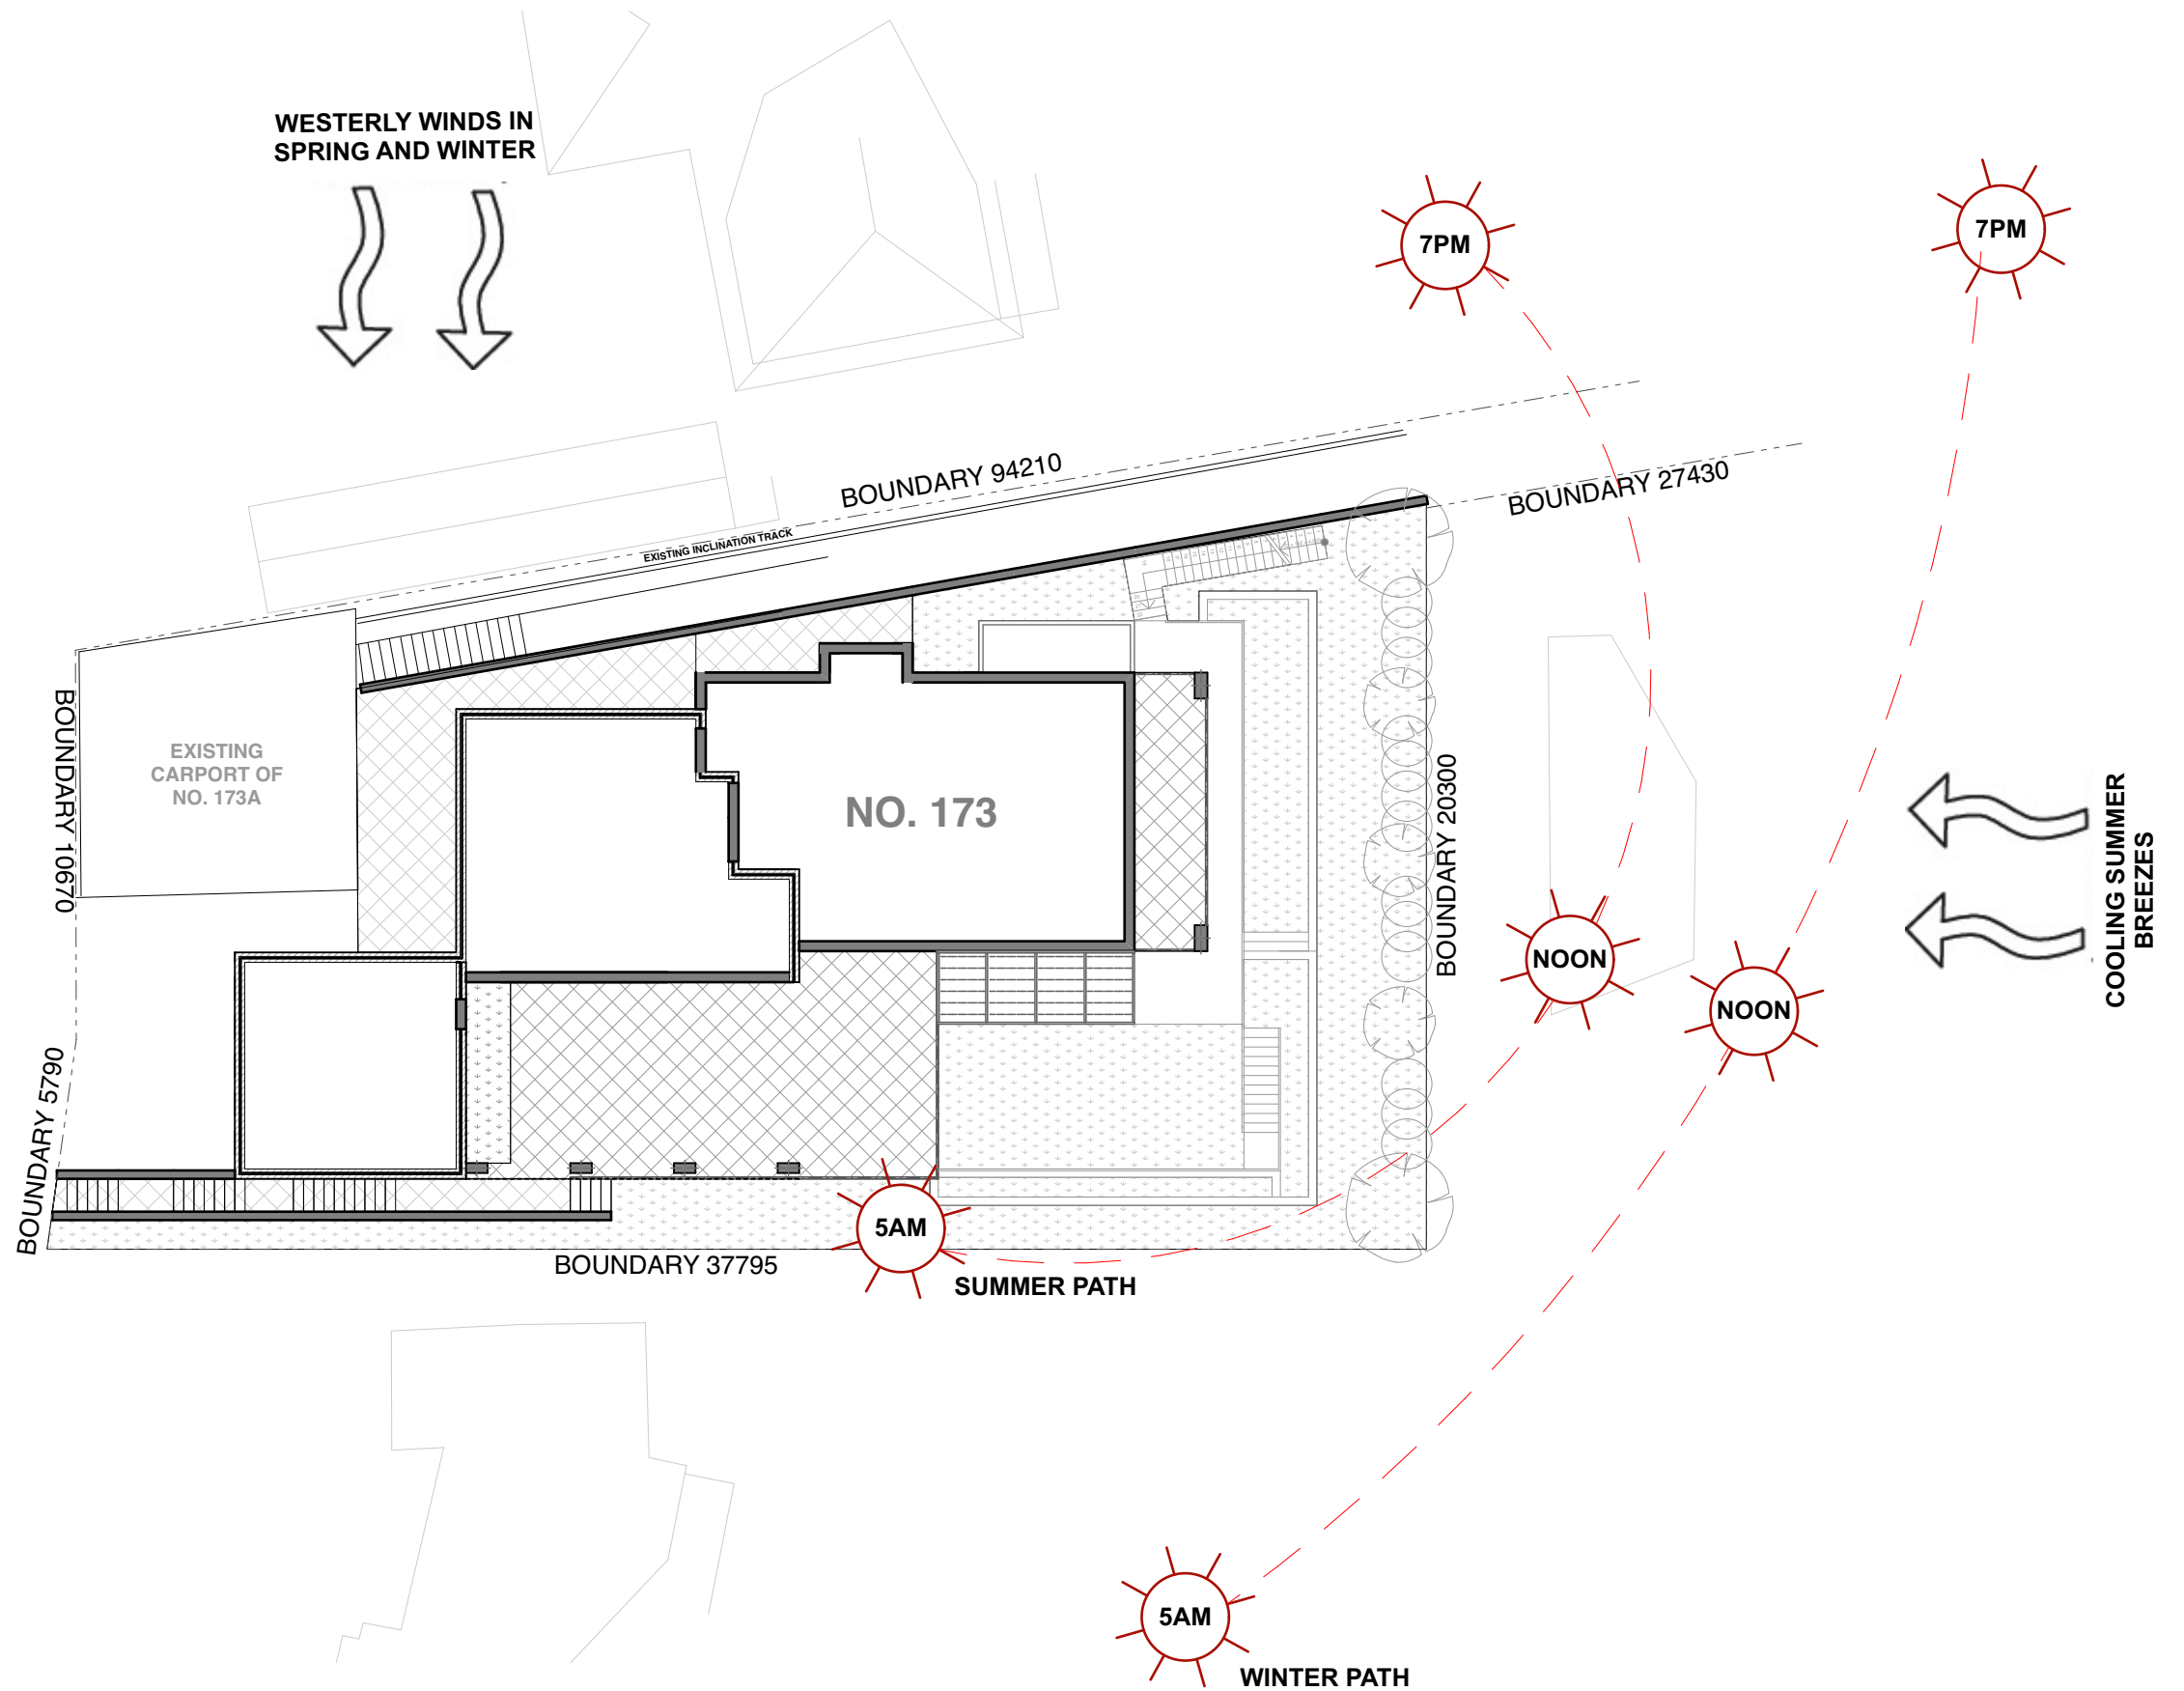 WESTERLY WINDS IN
SPRING AND WINTER
7PM
7PM
BOUNDARY 94210
BOUNDARY 27430
EXISTING INCLINATION TRACK
BOUNDARY 10670
EXISTING
CARPORT OF
NO. 173A
NO. 173
BOUNDARY 20300
COOLING SUMMER
BREEZES
NOON
NOON
BOUNDARY 5790
5AM
BOUNDARY 37795
SUMMER PATH
5AM
WINTER PATH